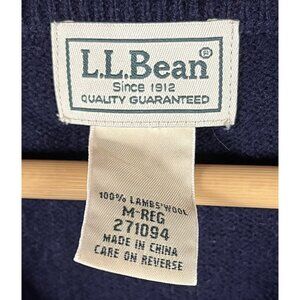 L.L.Bean®
Since 1912
QUALITY GUARANTEED
100% LAMBS' WOOL
M-REG
271094
MADE IN CHINA
CARE ON REVERSE